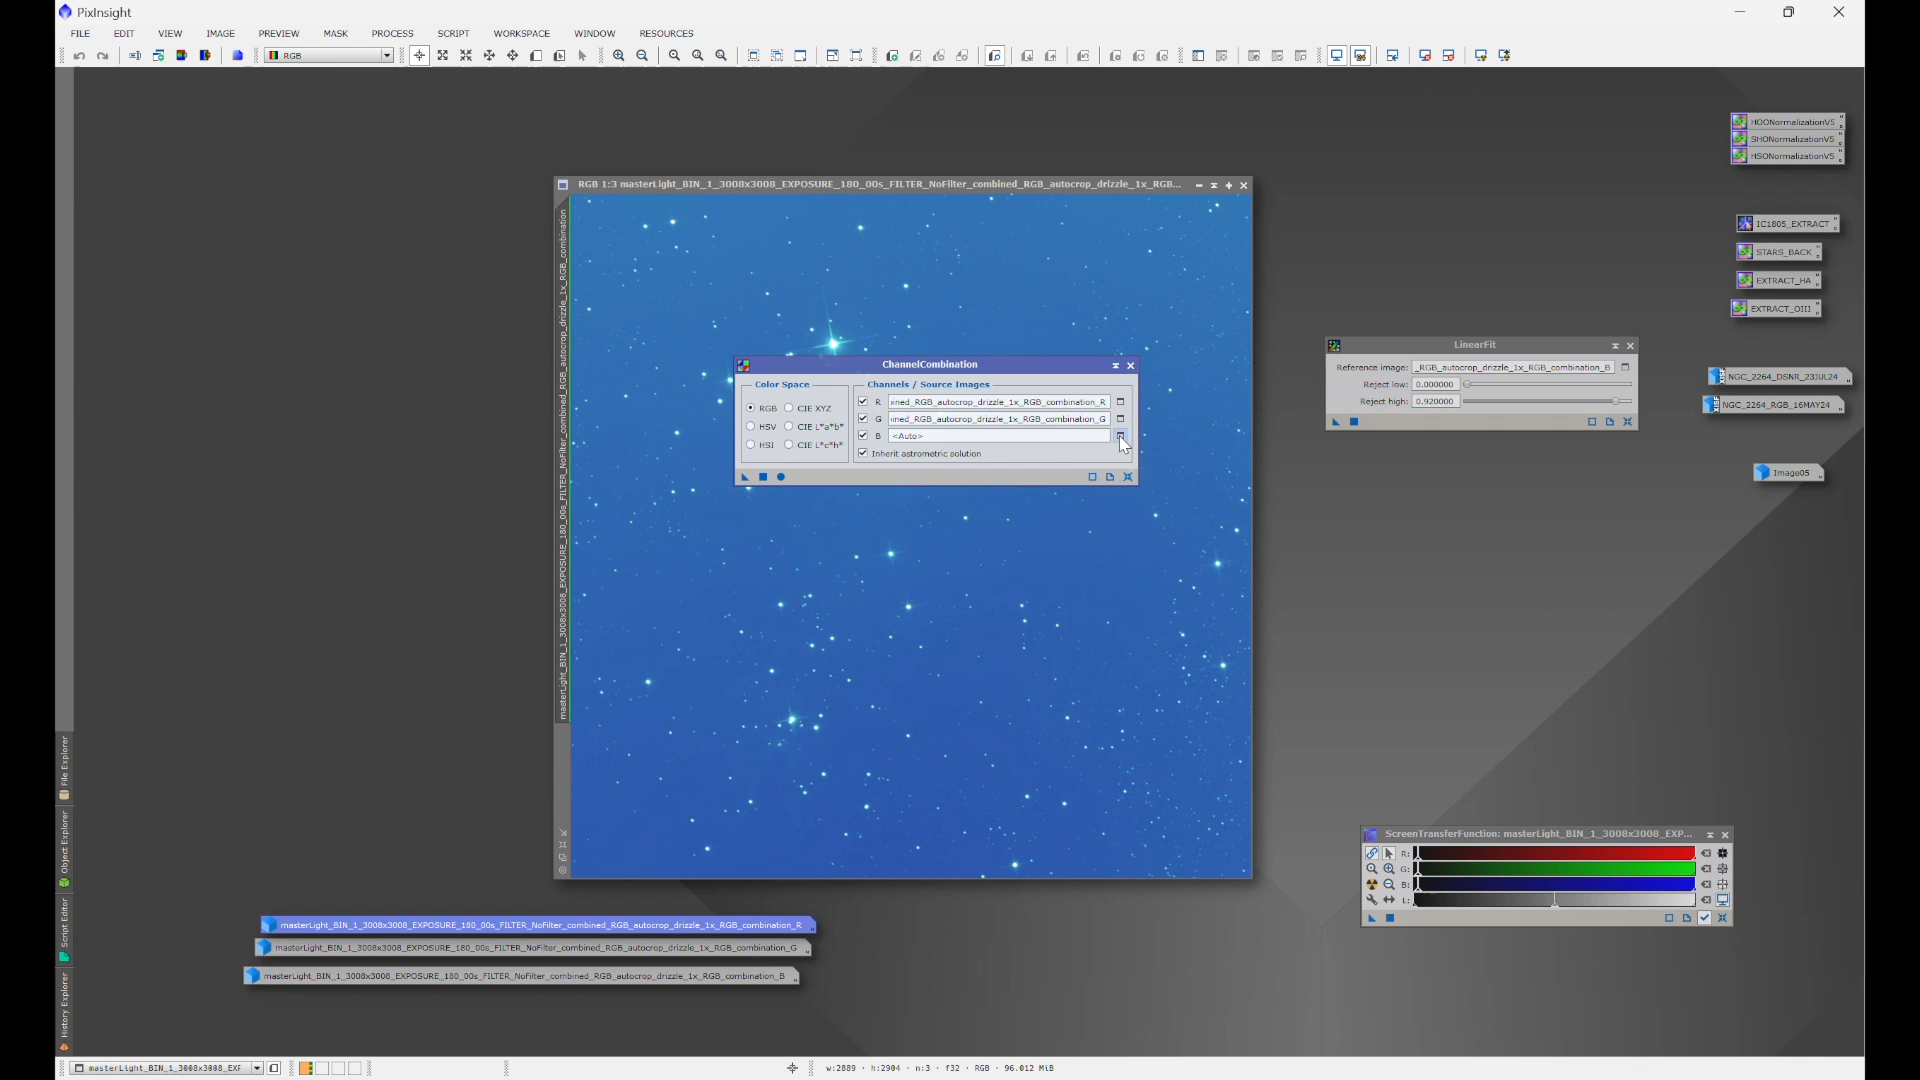 PixInsight
FILE EDIT VIEW IMAGE PREVIEW MASK PROCESS SCRIPT WORKSPACE WINDOW RESOURCES
RGB
HOONormalizationV5
SHONormalizationV5
HSONormalizationV5
RGB 1:3 masterLight_BIN_1_3008x3008_EXPOSURE_180_00s_FILTER_NoFilter_combined_RGB_autocrop_drizzle_1x_RGB...
masterLight_BIN_1_3008x3008_EXPOSURE_180_00s_FILTER_NoFilter_combined_RGB_autocrop_drizzle_1x_RGB_combination
IC1805_EXTRACT
STARS_BACK
EXTRACT_HA
EXTRACT_OIII
LinearFit
Reference image: _RGB_autocrop_drizzle_1x_RGB_combination_B
Reject low: 0.000000
Reject high: 0.920000
NGC_2264_DSNR_23JUL24
NGC_2264_RGB_16MAY24
Image05
ChannelCombination
Color Space
Channels / Source Images
RGB CIE XYZ
HSV CIE L*a*b*
HSI CIE L*c*h*
R ined_RGB_autocrop_drizzle_1x_RGB_combination_R
G ined_RGB_autocrop_drizzle_1x_RGB_combination_G
B <Auto>
Inherit astrometric solution
File Explorer
Object Explorer
Script Editor
History Explorer
ScreenTransferFunction: masterLight_BIN_1_3008x3008_EXP...
R:
G:
B:
L:
masterLight_BIN_1_3008x3008_EXPOSURE_180_00s_FILTER_NoFilter_combined_RGB_autocrop_drizzle_1x_RGB_combination_R
masterLight_BIN_1_3008x3008_EXPOSURE_180_00s_FILTER_NoFilter_combined_RGB_autocrop_drizzle_1x_RGB_combination_G
masterLight_BIN_1_3008x3008_EXPOSURE_180_00s_FILTER_NoFilter_combined_RGB_autocrop_drizzle_1x_RGB_combination_B
masterLight_BIN_1_3008x3008_EXF
w:2889 · h:2904 · n:3 · f32 · RGB · 96.012 MiB